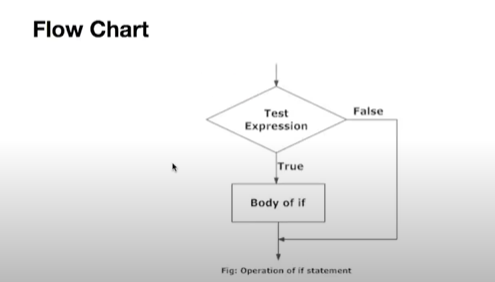 Flow Chart
Test
Expression
False
True
Body of if
Fig: Operation of if statement